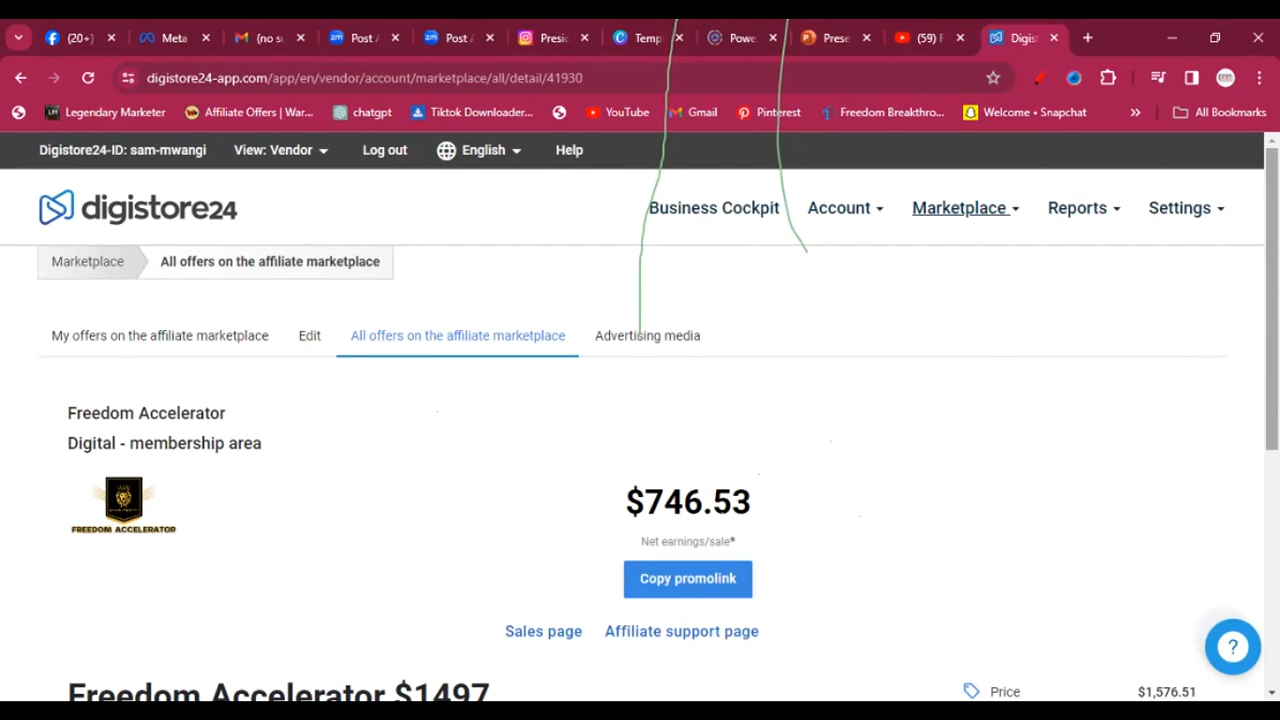 (20+)
Meta
(no su
Post /
Post /
Presic
Temp
Powe
Prese
(59) F
Digist
digistore24-app.com/app/en/vendor/account/marketplace/all/detail/41930
Legendary Marketer
Affiliate Offers | War...
chatgpt
Tiktok Downloader...
YouTube
Gmail
Pinterest
Freedom Breakthro...
Welcome • Snapchat
»
All Bookmarks
Digistore24-ID: sam-mwangi
View: Vendor
Log out
English
Help
digistore24
Business Cockpit
Account
Marketplace
Reports
Settings
Marketplace
All offers on the affiliate marketplace
My offers on the affiliate marketplace
Edit
All offers on the affiliate marketplace
Advertising media
Freedom Accelerator
Digital - membership area
FREEDOM ACCELERATOR
$746.53
Net earnings/sale*
Copy promolink
Sales page
Affiliate support page
?
Freedom Accelerator $1497
Price
$1,576.51